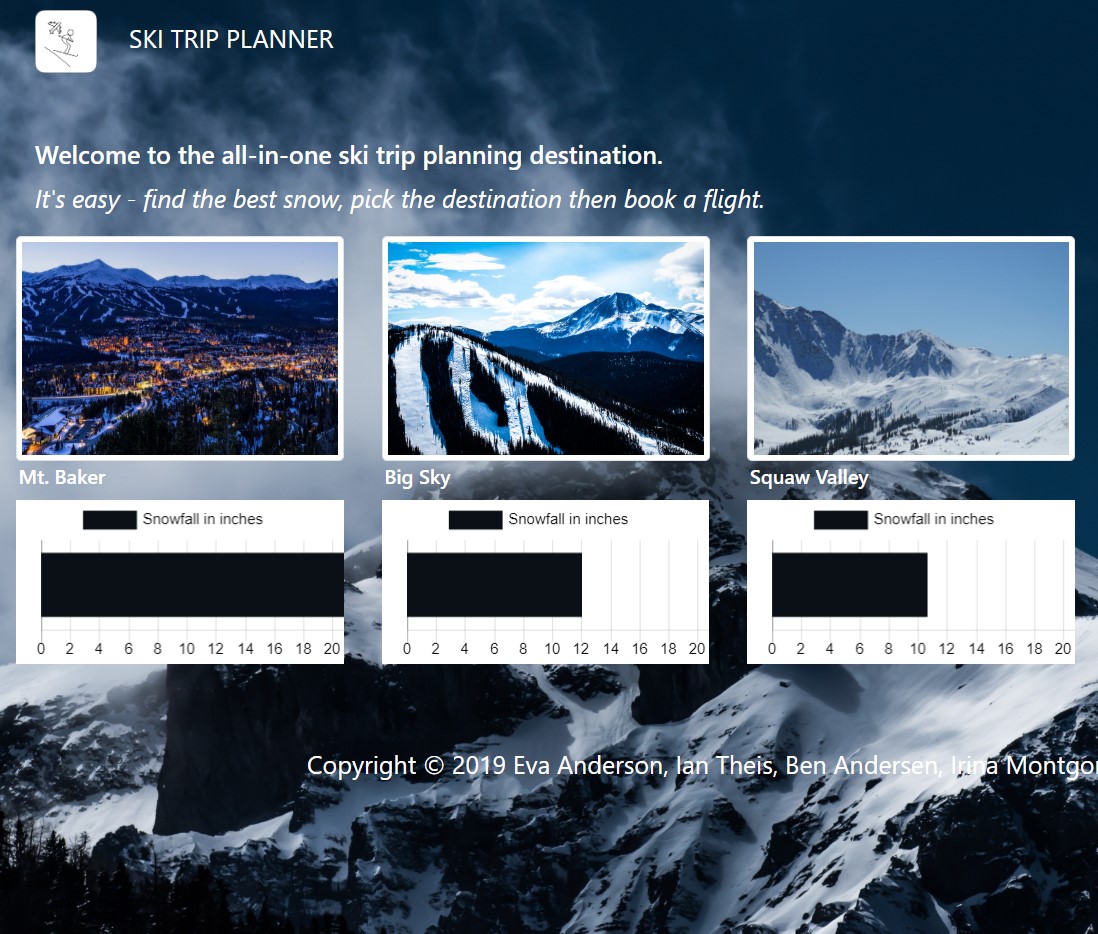 SKI TRIP PLANNER
Welcome to the all-in-one ski trip planning destination.
It's easy - find the best snow, pick the destination then book a flight.
Mt. Baker
Big Sky
Squaw Valley
Snowfall in inches
Snowfall in inches
Snowfall in inches
0 2 4 6 8 10 12 14 16 18 20
0 2 4 6 8 10 12 14 16 18 20
0 2 4 6 8 10 12 14 16 18 20
Copyright © 2019 Eva Anderson, Ian Theis, Ben Andersen, Irina Montgo